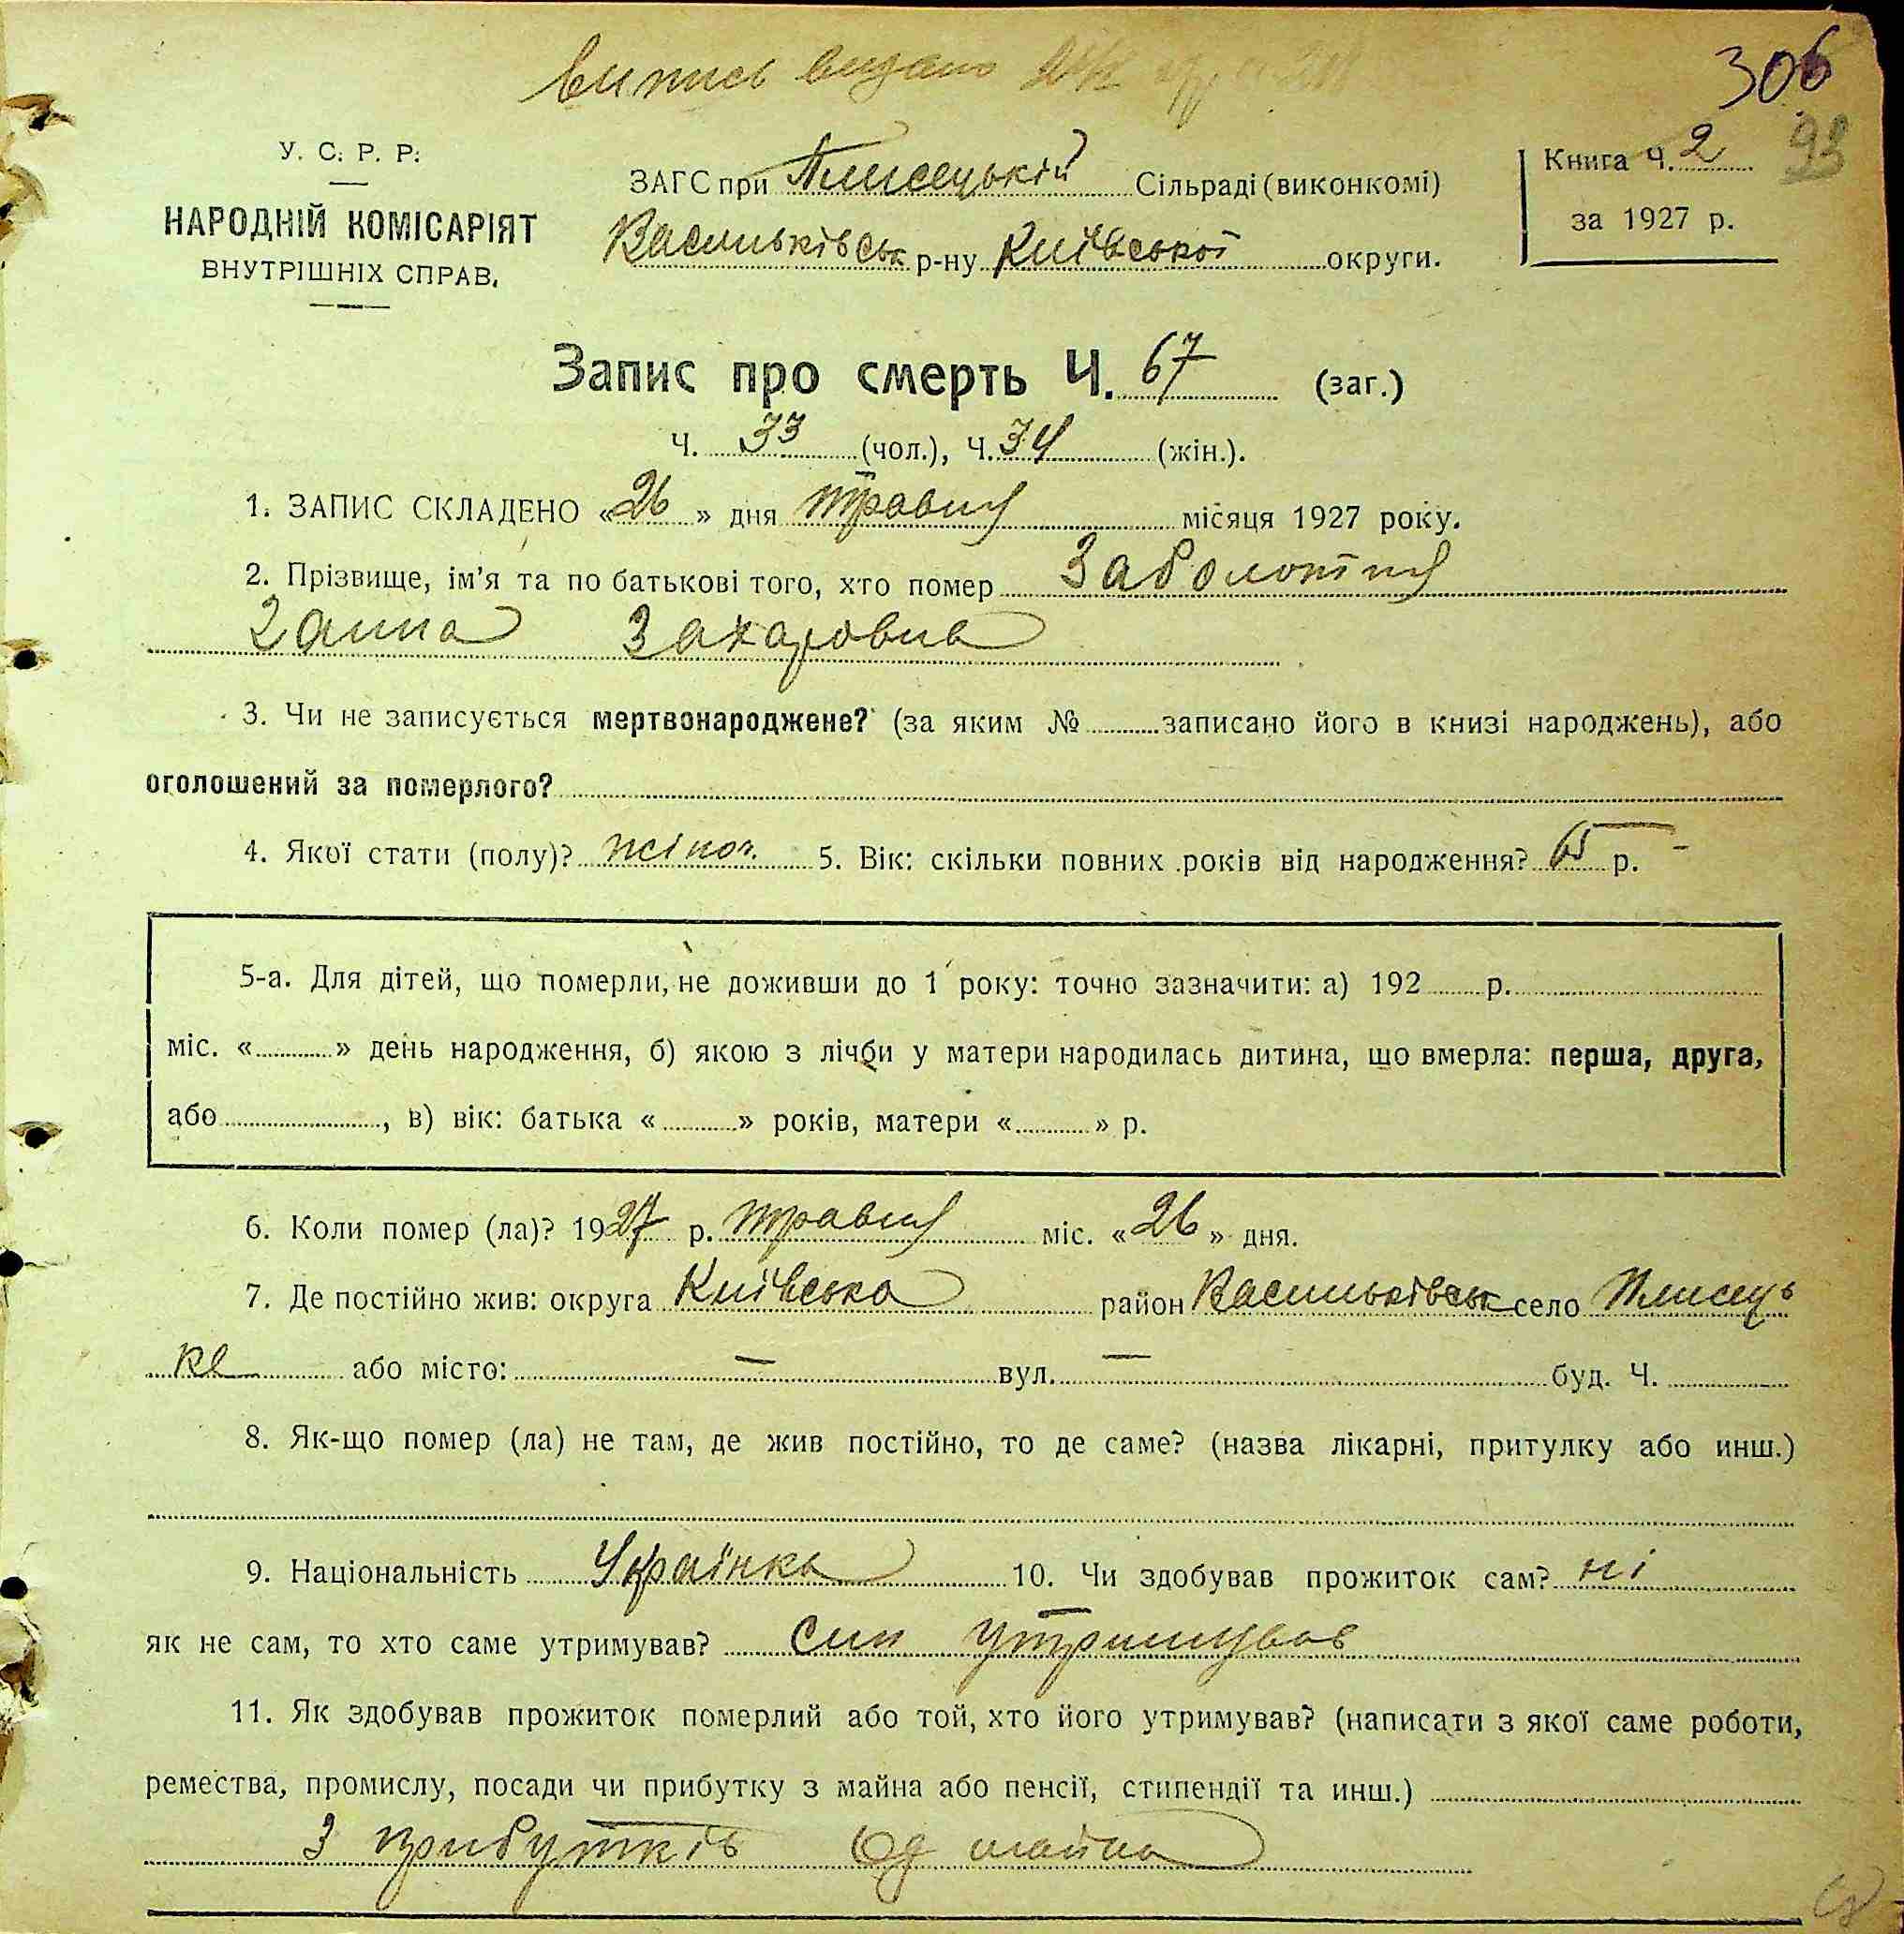 Випись видано
306
93
У. С. Р. Р.
НАРОДНІЙ КОМІСАРІЯТ
ВНУТРІШНІХ СПРАВ.
ЗАГС при Плисецькій Сільраді (виконкомі)
Васильківськ р-ну Київської округи.
Книга Ч. 2
за 1927 р.
Запис про смерть Ч. 67 (заг.)
Ч. 33 (чол.), Ч. 34 (жін.).
1. ЗАПИС СКЛАДЕНО «26» дня травня місяця 1927 року.
2. Прізвище, ім'я та по батькові того, хто помер Заболотня
Ганна Захаровна
3. Чи не записується мертвонароджене? (за яким № записано його в книзі народжень), або
оголошений за померлого?
4. Якої стати (полу)? жіноч. 5. Вік: скільки повних років від народження? 65 р. -
5-а. Для дітей, що померли, не доживши до 1 року: точно зазначити: а) 192 р.
міс. « » день народження, б) якою з лічби у матери народилась дитина, що вмерла: перша, друга,
або , в) вік: батька « » років, матери « » р.
6. Коли помер (ла)? 1927 р. травня міс. «26» дня.
7. Де постійно жив: округа Київська район Васильківськ село Плисець
ке або місто: — вул. — буд. Ч.
8. Як-що помер (ла) не там, де жив постійно, то де саме? (назва лікарні, притулку або инш.)
9. Національність Українка 10. Чи здобував прожиток сам? ні
як не сам, то хто саме утримував? син утримував
11. Як здобував прожиток померлий або той, хто його утримував? (написати з якої саме роботи,
ремества, промислу, посади чи прибутку з майна або пенсії, стипендії та инш.)
З прибутків од майна